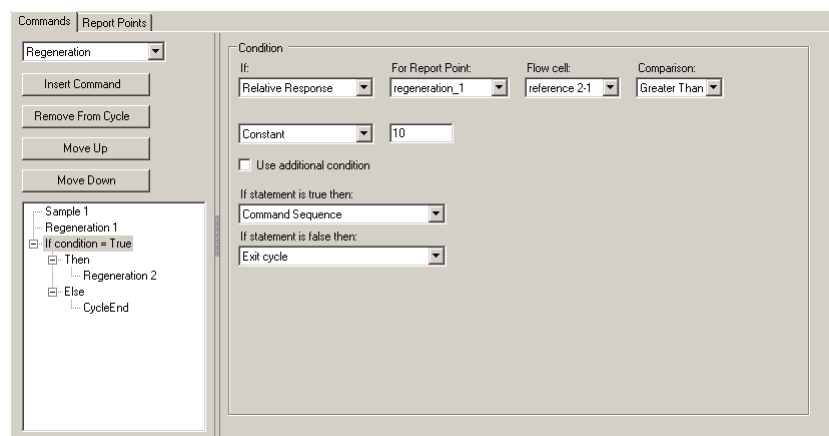 Commands Report Points
Regeneration
Insert Command
Remove From Cycle
Move Up
Move Down
Sample 1
Regeneration 1
If condition = True
Then
Regeneration 2
Else
CycleEnd
Condition
If: For Report Point: Flow cell: Comparison:
Relative Response regeneration_1 reference 2-1 Greater Than
Constant 10
Use additional condition
If statement is true then:
Command Sequence
If statement is false then:
Exit cycle